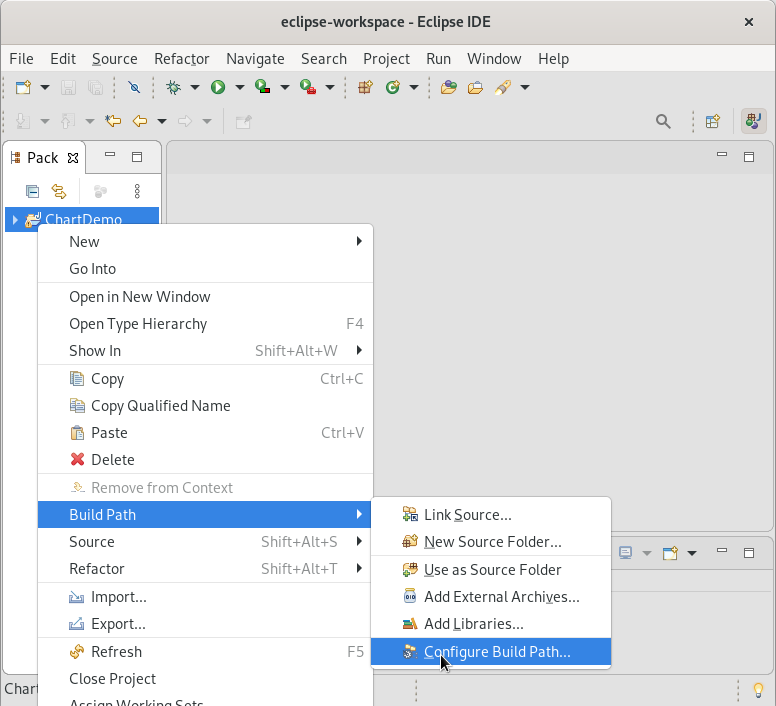 eclipse-workspace - Eclipse IDE
File Edit Source Refactor Navigate Search Project Run Window Help
Pack
ChartDemo
New
Go Into
Open in New Window
Open Type Hierarchy F4
Show In Shift+Alt+W
Copy Ctrl+C
Copy Qualified Name
Paste Ctrl+V
Delete
Remove from Context
Build Path
Source Shift+Alt+S
Refactor Shift+Alt+T
Import...
Export...
Refresh F5
Close Project
Assign Working Sets
Link Source...
New Source Folder...
Use as Source Folder
Add External Archives...
Add Libraries...
Configure Build Path...
Chart